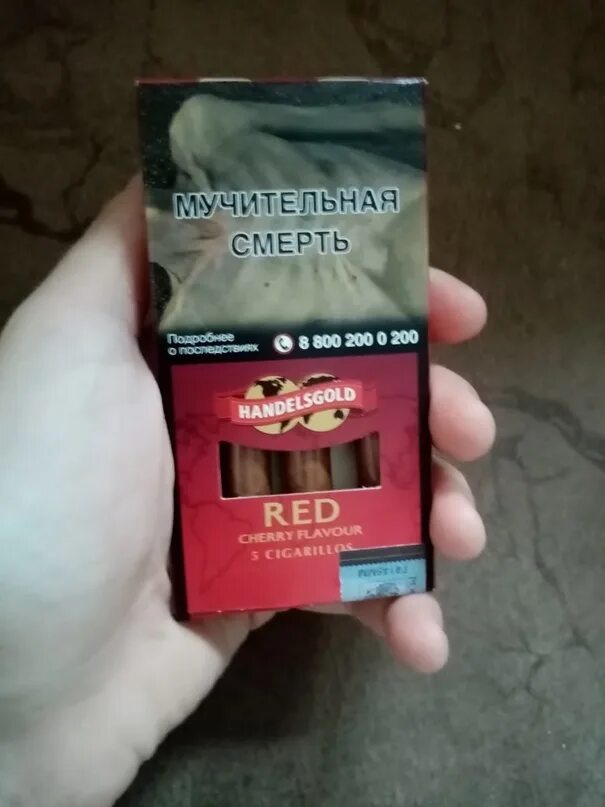 МУЧИТЕЛЬНАЯ
СМЕРТЬ
Подробнее
о последствиях
8 800 200 0 200
HANDELSGOLD
RED
CHERRY FLAVOUR
5 CIGARILLOS